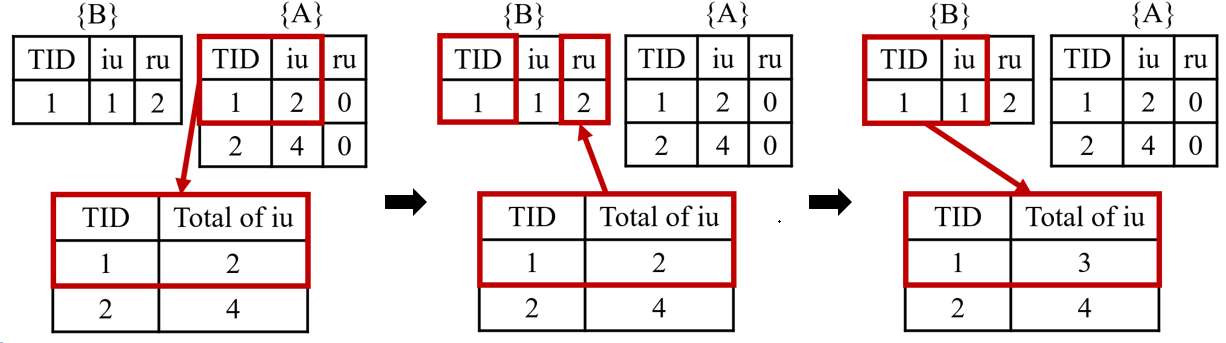 {B} {A} {B} {A} {B} {A}
TID iu ru TID iu ru TID iu ru TID iu ru TID iu ru TID iu ru
1 1 2 1 2 0 1 1 2 1 2 0 1 1 2 1 2 0
2 4 0 2 4 0 2 4 0
TID Total of iu TID Total of iu TID Total of iu
1 2 1 2 1 3
2 4 2 4 2 4